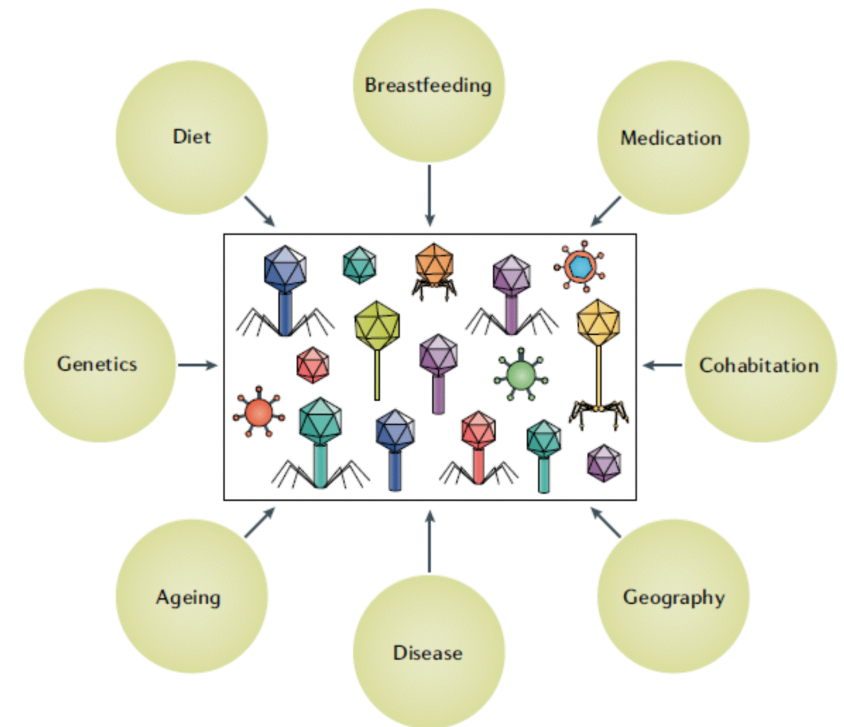 Breastfeeding
Diet
Medication
Genetics
Cohabitation
Ageing
Geography
Disease